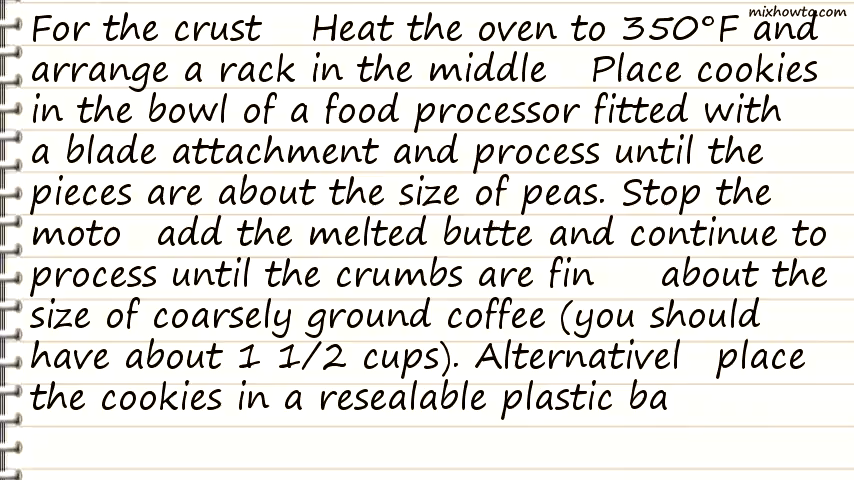 mixhowto.com
For the crust    Heat the oven to 350°F and
arrange a rack in the middle   Place cookies
in the bowl of a food processor fitted with
a blade attachment and process until the
pieces are about the size of peas. Stop the
moto   add the melted butte and continue to
process until the crumbs are fin      about the
size of coarsely ground coffee (you should
have about 1 1/2 cups). Alternativel   place
the cookies in a resealable plastic ba